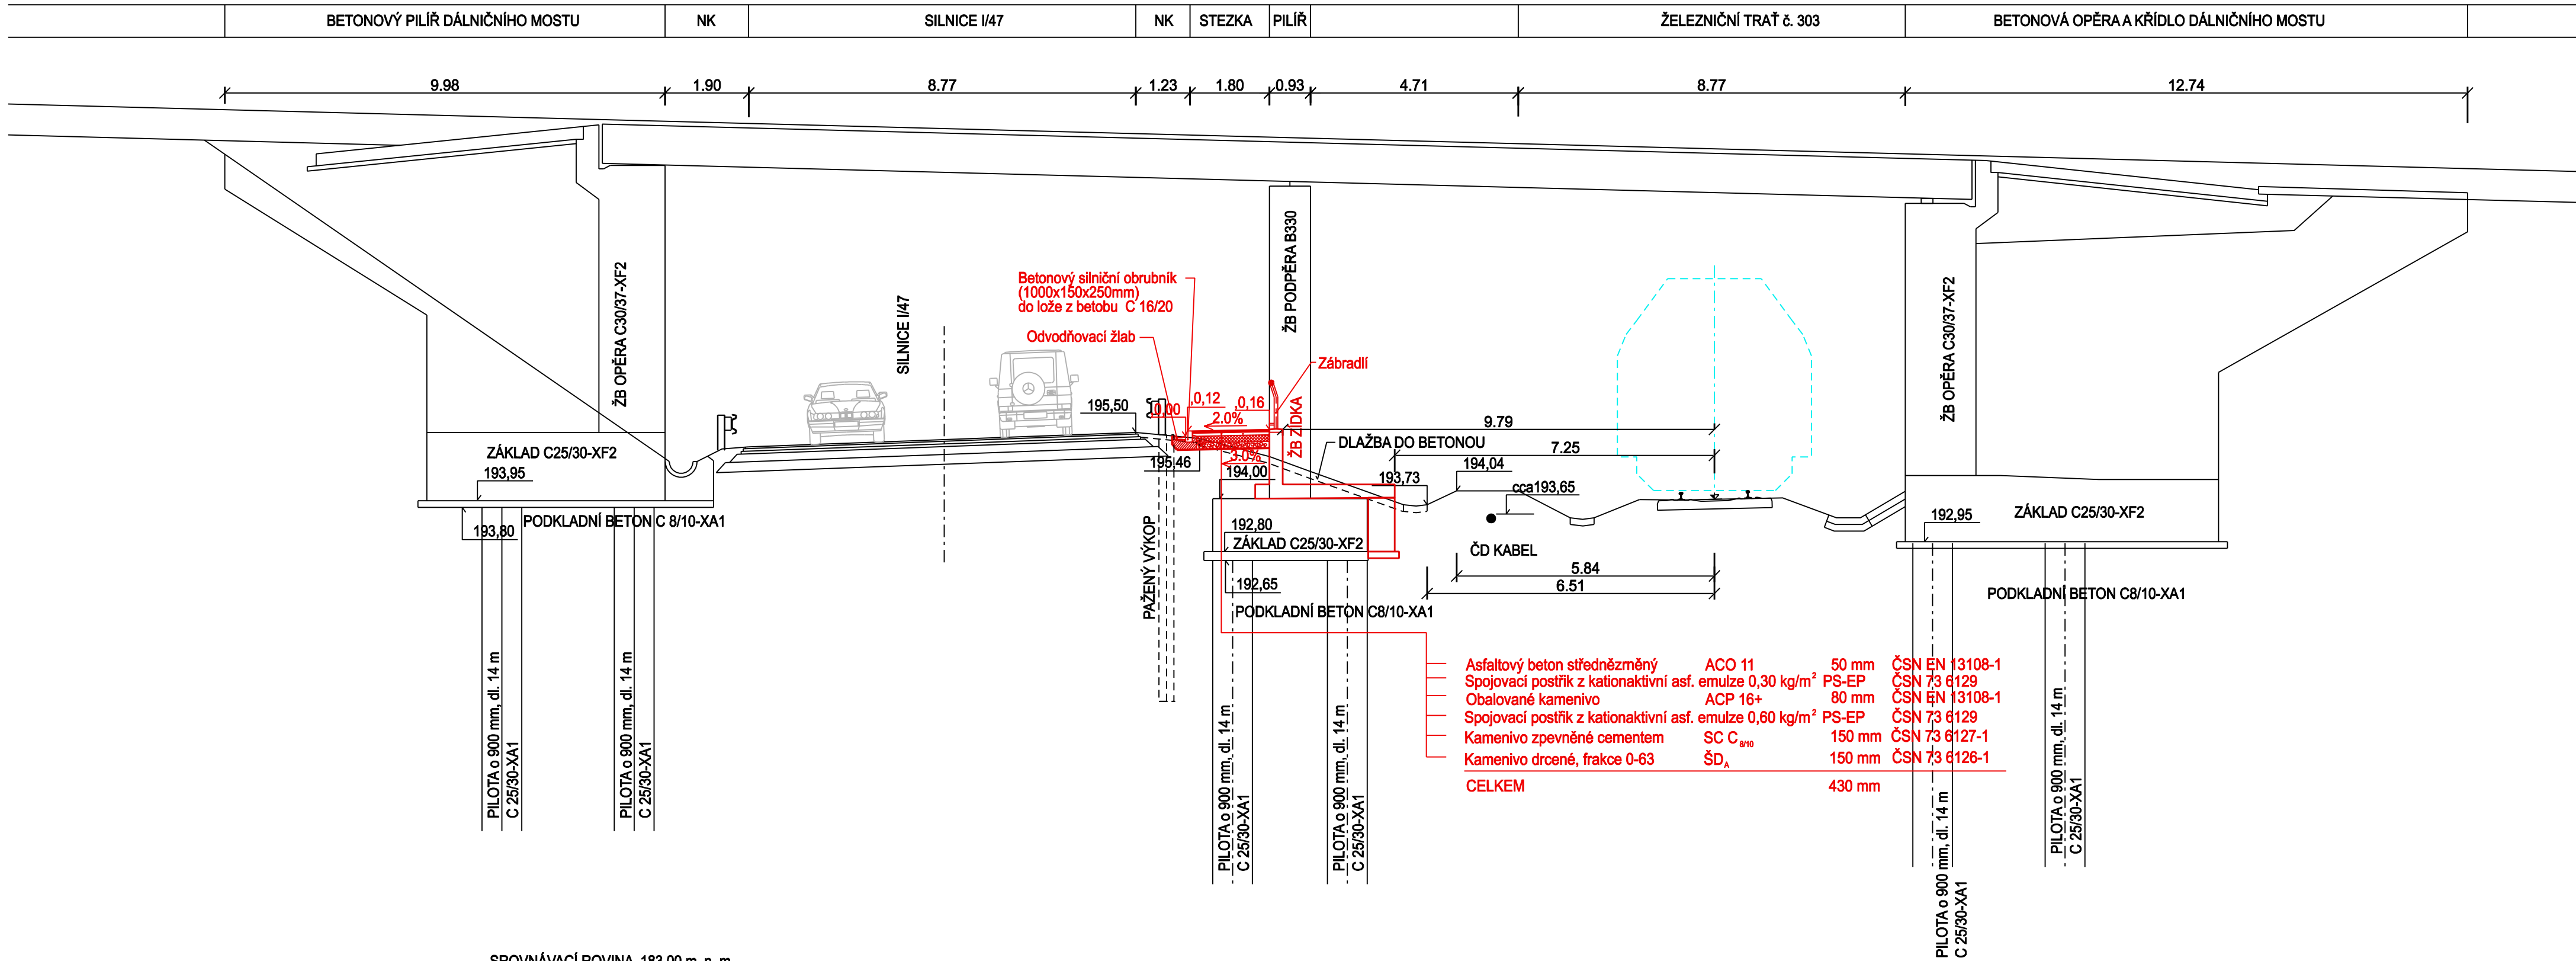 BETONOVÝ PILÍŘ DÁLNIČNÍHO MOSTU NK SILNICE I/47 NK STEZKA PILÍŘ ŽELEZNIČNÍ TRAŤ č. 303 BETONOVÁ OPĚRA A KŘÍDLO DÁLNIČNÍHO MOSTU
9.98 1.90 8.77 1.23 1.80 0.93 4.71 8.77 12.74
ŽB OPĚRA C30/37-XF2
SILNICE I/47
Betonový silniční obrubník
(1000x150x250mm)
do lože z betobu C 16/20
Odvodňovací žlab
ŽB PODPĚRA B330
Zábradlí
ŽB ZÍDKA
ŽB OPĚRA C30/37-XF2
195,50
0,00
0,12
0,16
2.0%
3.0%
195,46
194,00
9.79
DLAŽBA DO BETONOU
7.25
193,73
194,04
cca193,65
ZÁKLAD C25/30-XF2
193,95
PODKLADNÍ BETON C 8/10-XA1
193,80
PAŽENÝ VÝKOP
192,80
ZÁKLAD C25/30-XF2
192,65
PODKLADNÍ BETON C8/10-XA1
ČD KABEL
5.84
6.51
192,95
ZÁKLAD C25/30-XF2
PODKLADNÍ BETON C8/10-XA1
Asfaltový beton střednězrněný ACO 11 50 mm ČSN EN 13108-1
Spojovací postřik z kationaktivní asf. emulze 0,30 kg/m² PS-EP ČSN 73 6129
Obalované kamenivo ACP 16+ 80 mm ČSN EN 13108-1
Spojovací postřik z kationaktivní asf. emulze 0,60 kg/m² PS-EP ČSN 73 6129
Kamenivo zpevněné cementem SC C 8/10 150 mm ČSN 73 6127-1
Kamenivo drcené, frakce 0-63 ŠDA 150 mm ČSN 73 6126-1
CELKEM 430 mm
PILOTA o 900 mm, dl. 14 m
C 25/30-XA1
PILOTA o 900 mm, dl. 14 m
C 25/30-XA1
PILOTA o 900 mm, dl. 14 m
C 25/30-XA1
PILOTA o 900 mm, dl. 14 m
C 25/30-XA1
PILOTA o 900 mm, dl. 14 m
C 25/30-XA1
PILOTA o 900 mm, dl. 14 m
C 25/30-XA1
SROVNÁVACÍ ROVINA 183,00 m. n. m.